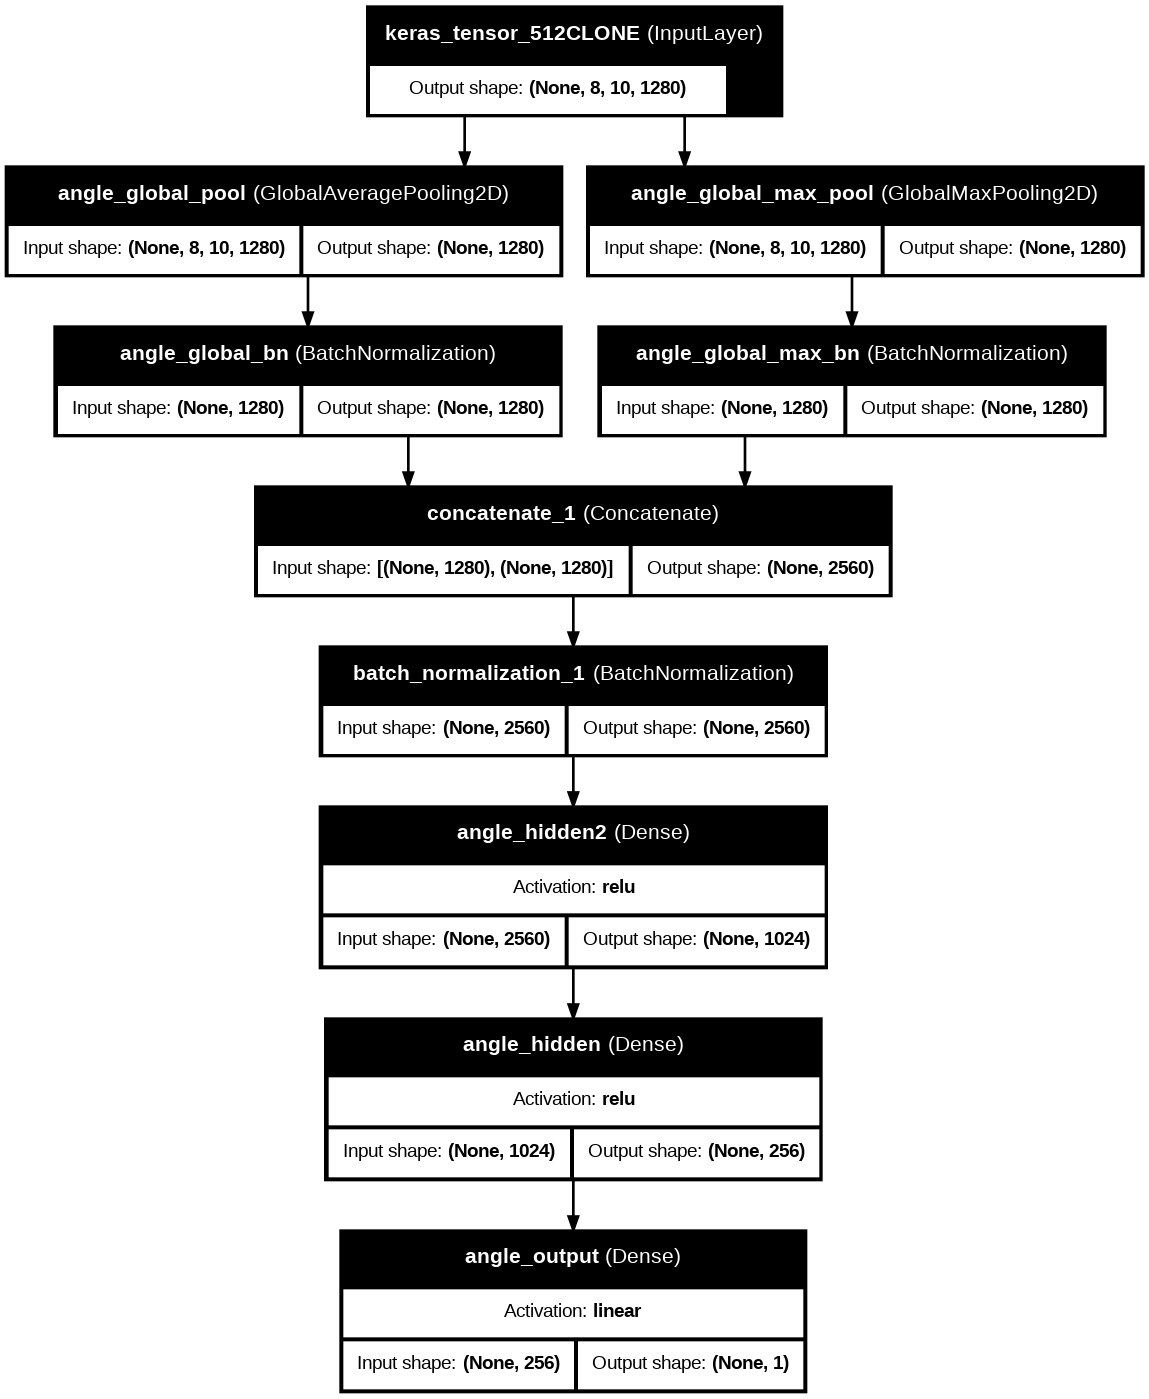 keras_tensor_512CLONE (InputLayer)
Output shape: (None, 8, 10, 1280)
angle_global_pool (GlobalAveragePooling2D)
Input shape: (None, 8, 10, 1280)
Output shape: (None, 1280)
angle_global_max_pool (GlobalMaxPooling2D)
Input shape: (None, 8, 10, 1280)
Output shape: (None, 1280)
angle_global_bn (BatchNormalization)
Input shape: (None, 1280)
Output shape: (None, 1280)
angle_global_max_bn (BatchNormalization)
Input shape: (None, 1280)
Output shape: (None, 1280)
concatenate_1 (Concatenate)
Input shape: [(None, 1280), (None, 1280)]
Output shape: (None, 2560)
batch_normalization_1 (BatchNormalization)
Input shape: (None, 2560)
Output shape: (None, 2560)
angle_hidden2 (Dense)
Activation: relu
Input shape: (None, 2560)
Output shape: (None, 1024)
angle_hidden (Dense)
Activation: relu
Input shape: (None, 1024)
Output shape: (None, 256)
angle_output (Dense)
Activation: linear
Input shape: (None, 256)
Output shape: (None, 1)